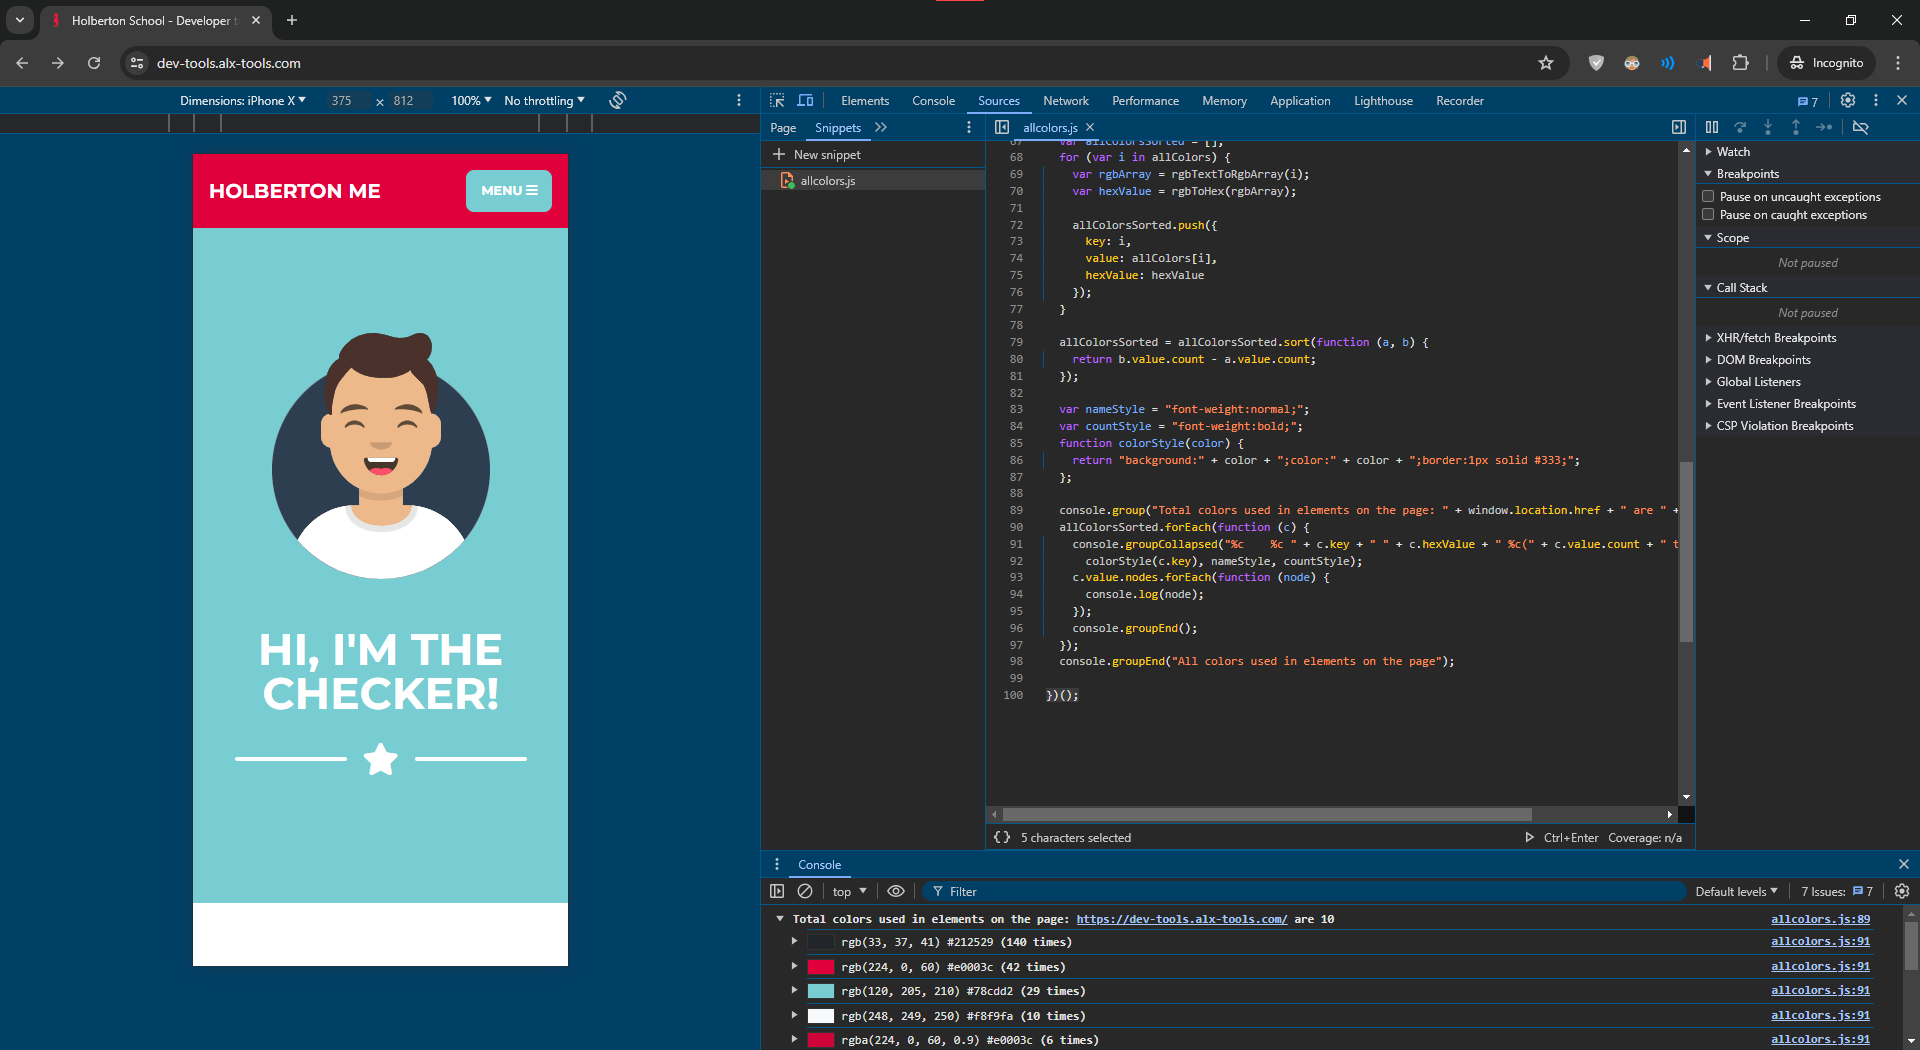 Holberton School - Developer t
dev-tools.alx-tools.com
Incognito
Dimensions: iPhone X ▾ 375 × 812 100% ▾ No throttling ▾
Elements Console Sources Network Performance Memory Application Lighthouse Recorder 7
Page Snippets
allcolors.js
New snippet
allcolors.js
HOLBERTON ME
MENU
HI, I'M THE
CHECKER!
67 var allColorsSorted = [],
68 for (var i in allColors) {
69 var rgbArray = rgbTextToRgbArray(i);
70 var hexValue = rgbToHex(rgbArray);
71
72 allColorsSorted.push({
73 key: i,
74 value: allColors[i],
75 hexValue: hexValue
76 });
77 }
78
79 allColorsSorted = allColorsSorted.sort(function (a, b) {
80 return b.value.count - a.value.count;
81 });
82
83 var nameStyle = "font-weight:normal;";
84 var countStyle = "font-weight:bold;";
85 function colorStyle(color) {
86 return "background:" + color + ";color:" + color + ";border:1px solid #333;";
87 };
88
89 console.group("Total colors used in elements on the page: " + window.location.href + " are " +
90 allColorsSorted.forEach(function (c) {
91 console.groupCollapsed("%c    %c " + c.key + " " + c.hexValue + " %c(" + c.value.count + " t
92 colorStyle(c.key), nameStyle, countStyle);
93 c.value.nodes.forEach(function (node) {
94 console.log(node);
95 });
96 console.groupEnd();
97 });
98 console.groupEnd("All colors used in elements on the page");
99
100 })();
{} 5 characters selected
Ctrl+Enter Coverage: n/a
Watch
Breakpoints
Pause on uncaught exceptions
Pause on caught exceptions
Scope
Not paused
Call Stack
Not paused
XHR/fetch Breakpoints
DOM Breakpoints
Global Listeners
Event Listener Breakpoints
CSP Violation Breakpoints
Console
top ▾ Filter Default levels ▾ 7 Issues: 7
Total colors used in elements on the page: https://dev-tools.alx-tools.com/ are 10 allcolors.js:89
rgb(33, 37, 41) #212529 (140 times) allcolors.js:91
rgb(224, 0, 60) #e0003c (42 times) allcolors.js:91
rgb(120, 205, 210) #78cdd2 (29 times) allcolors.js:91
rgb(248, 249, 250) #f8f9fa (10 times) allcolors.js:91
rgba(224, 0, 60, 0.9) #e0003c (6 times) allcolors.js:91